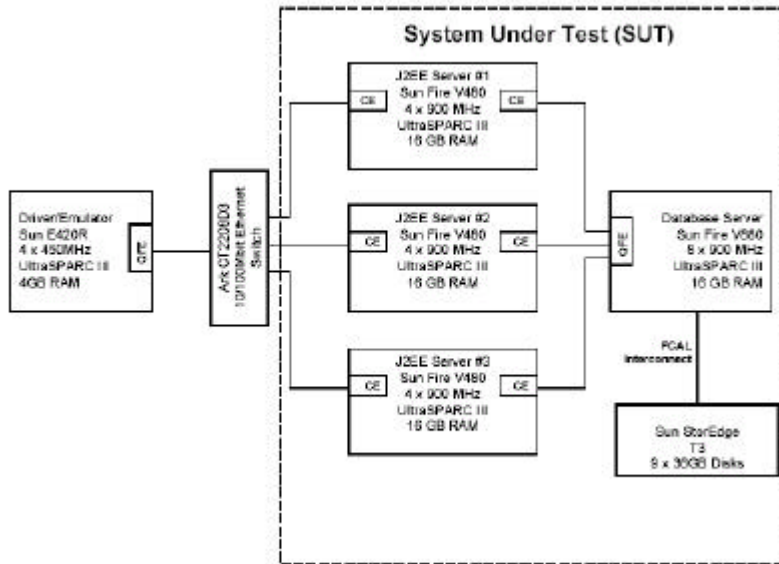 System Under Test (SUT)
J2EE Server #1
Sun Fire V480
4 x 900 MHz
UltraSPARC III
16 GB RAM
CE
CE
Driver/Emulator
Sun E420R
4 x 450MHz
UltraSPARC III
4GB RAM
QFE
10/100Mbit Ethernet
Switch
J2EE Server #2
Sun Fire V480
4 x 900 MHz
UltraSPARC III
16 GB RAM
CE
CE
Database Server
Sun Fire V880
8 x 900 MHz
UltraSPARC III
16 GB RAM
QFE
J2EE Server #3
Sun Fire V480
4 x 900 MHz
UltraSPARC III
16 GB RAM
CE
CE
FCAL
Interconnect
Sun StorEdge
T3
9 x 36GB Disks